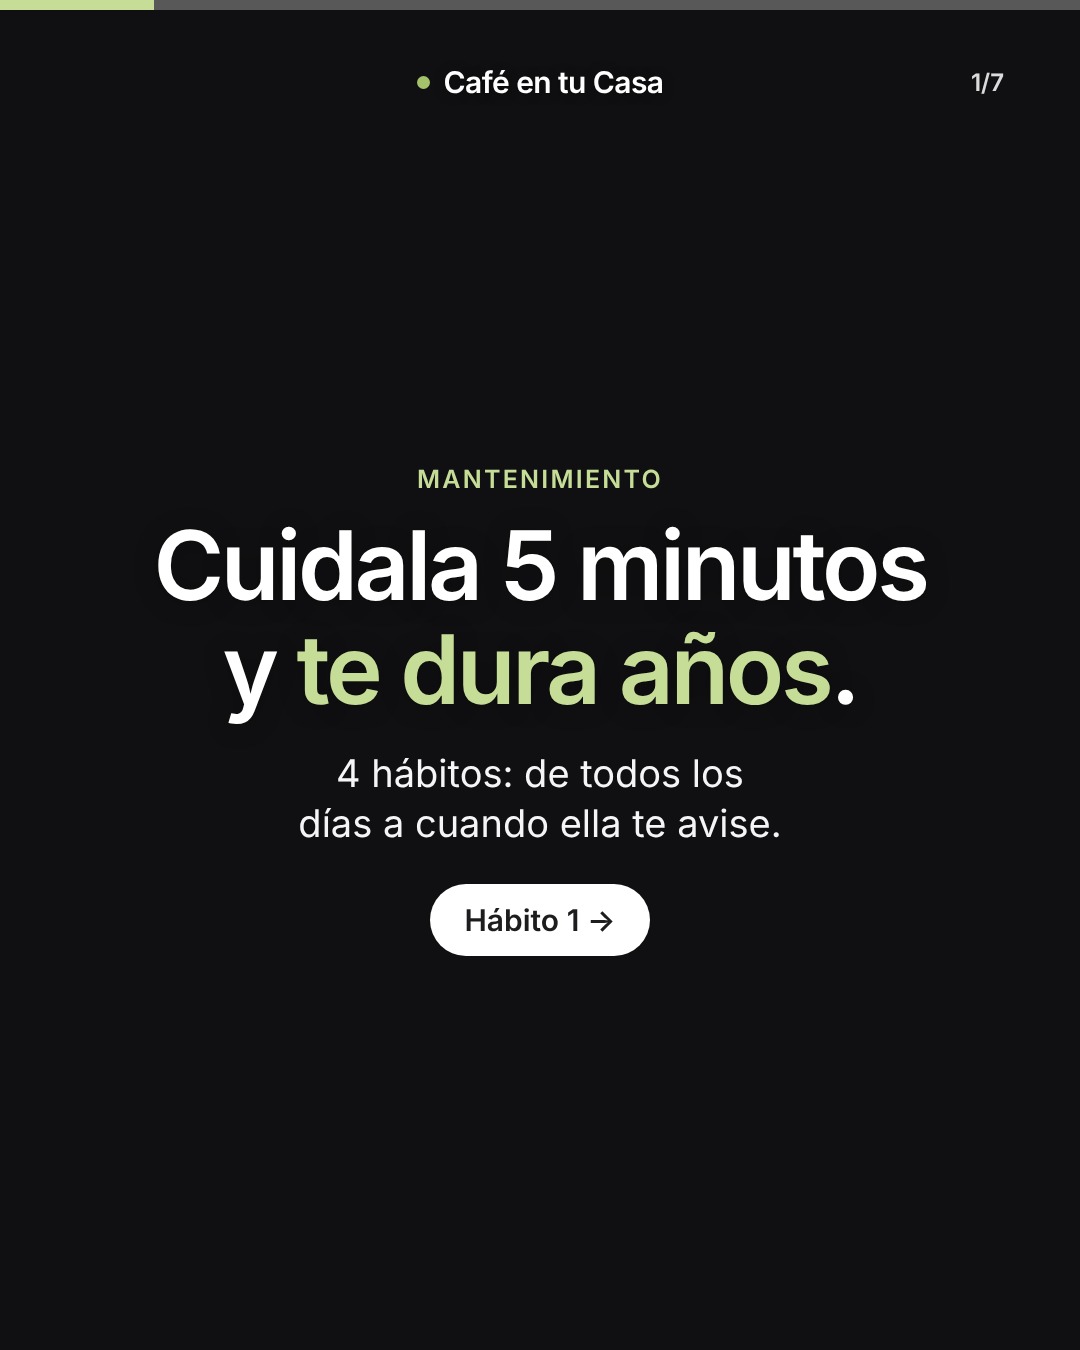 Café en tu Casa
1/7
MANTENIMIENTO
Cuidala 5 minutos
y te dura años.
4 hábitos: de todos los
días a cuando ella te avise.
Hábito 1 →